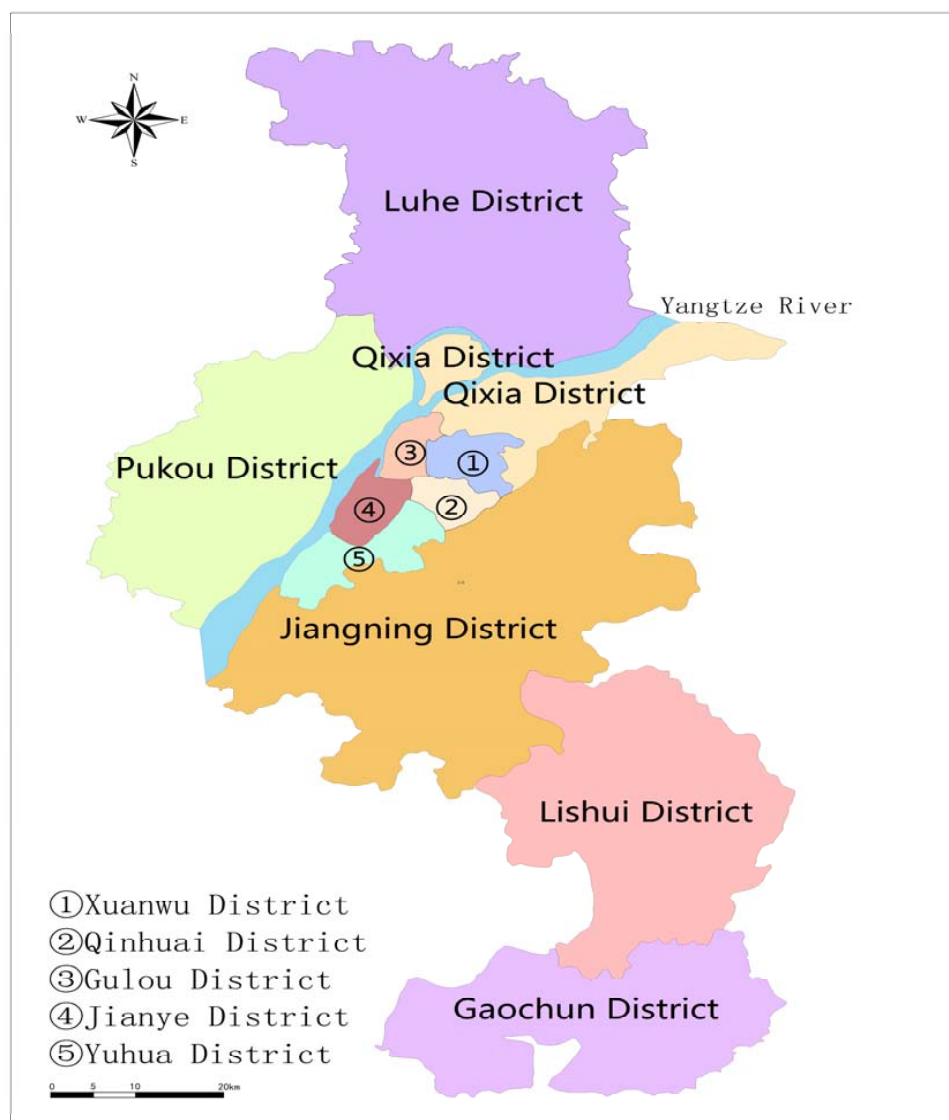 N
W E
S
Luhe District
Yangtze River
Qixia District
Qixia District
③
①
Pukou District
②
④
⑤
Jiangning District
Lishui District
①Xuanwu District
②Qinhuai District
③Gulou District
④Jianye District
⑤Yuhua District
Gaochun District
0 5 10 20km